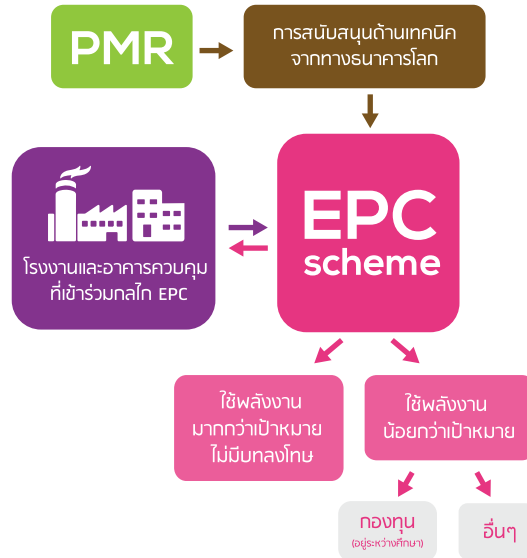 PMR
การสนับสนุนด้านเทคนิค
จากทางธนาคารโลก
EPC
scheme
โรงงานและอาคารควบคุม
ที่เข้าร่วมกลไก EPC
ใช้พลังงาน
มากกว่าเป้าหมาย
ไม่มีบทลงโทษ
ใช้พลังงาน
น้อยกว่าเป้าหมาย
กองทุน
(อยู่ระหว่างศึกษา)
อื่นๆ